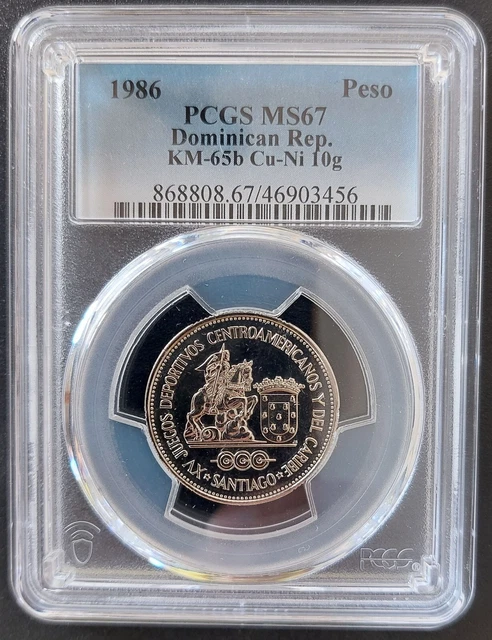 1986 Peso
PCGS MS67
Dominican Rep.
KM-65b Cu-Ni 10g
868808.67/46903456
XV JUEGOS DEPORTIVOS CENTROAMERICANOS Y DEL CARIBE
SANTIAGO
PCGS